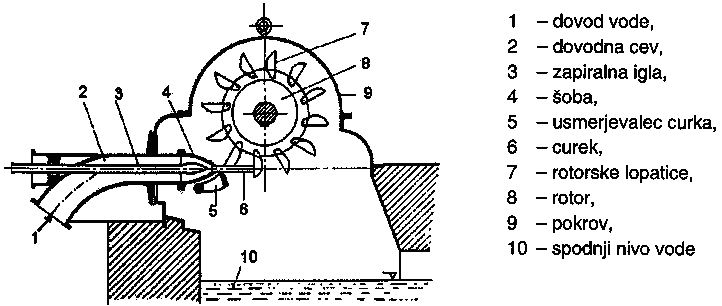 7
8
9
2
3
4
5
6
1
10
1 – dovod vode,
2 – dovodna cev,
3 – zapiralna igla,
4 – šoba,
5 – usmerjevalec curka,
6 – curek,
7 – rotorske lopatice,
8 – rotor,
9 – pokrov,
10 – spodnji nivo vode